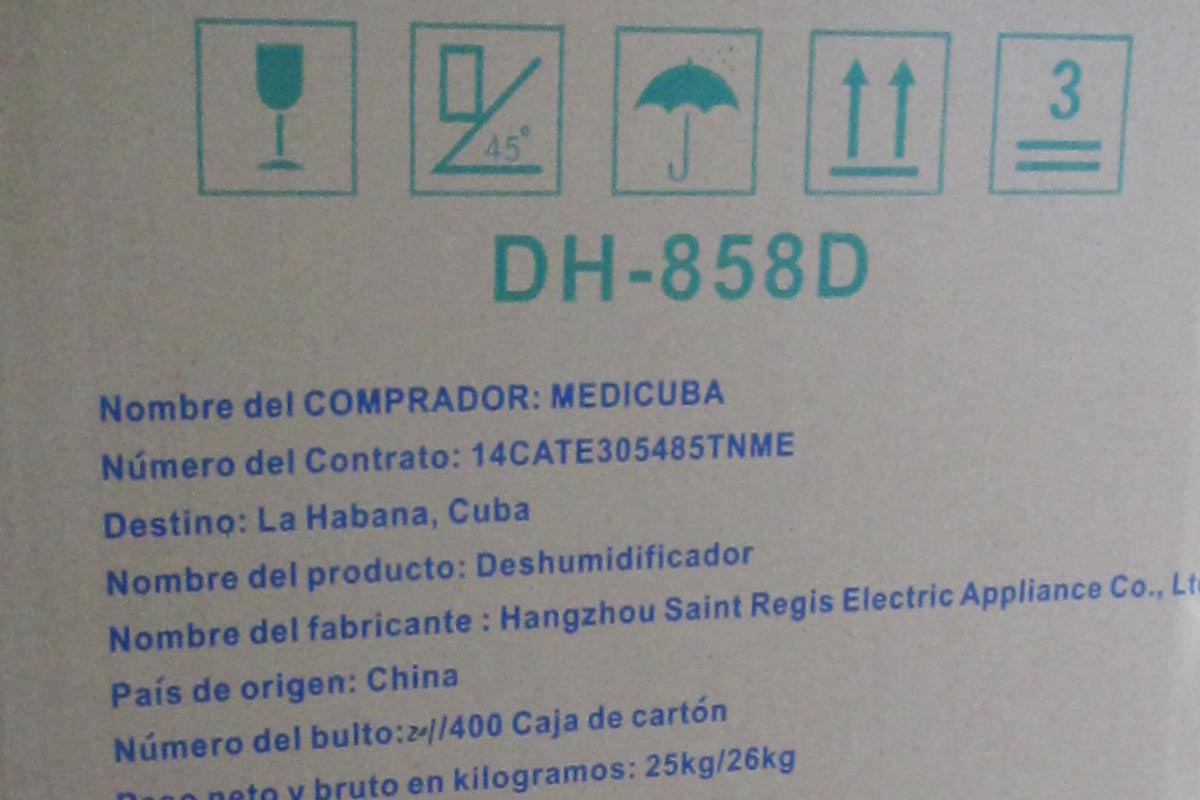 45°
3
DH-858D
Nombre del COMPRADOR: MEDICUBA
Número del Contrato: 14CATE305485TNME
Destino: La Habana, Cuba
Nombre del producto: Deshumidificador
Nombre del fabricante : Hangzhou Saint Regis Electric Appliance Co.,
País de origen: China
Número del bulto: /400 Caja de cartón
Peso neto y bruto en kilogramos: 25kg/26kg